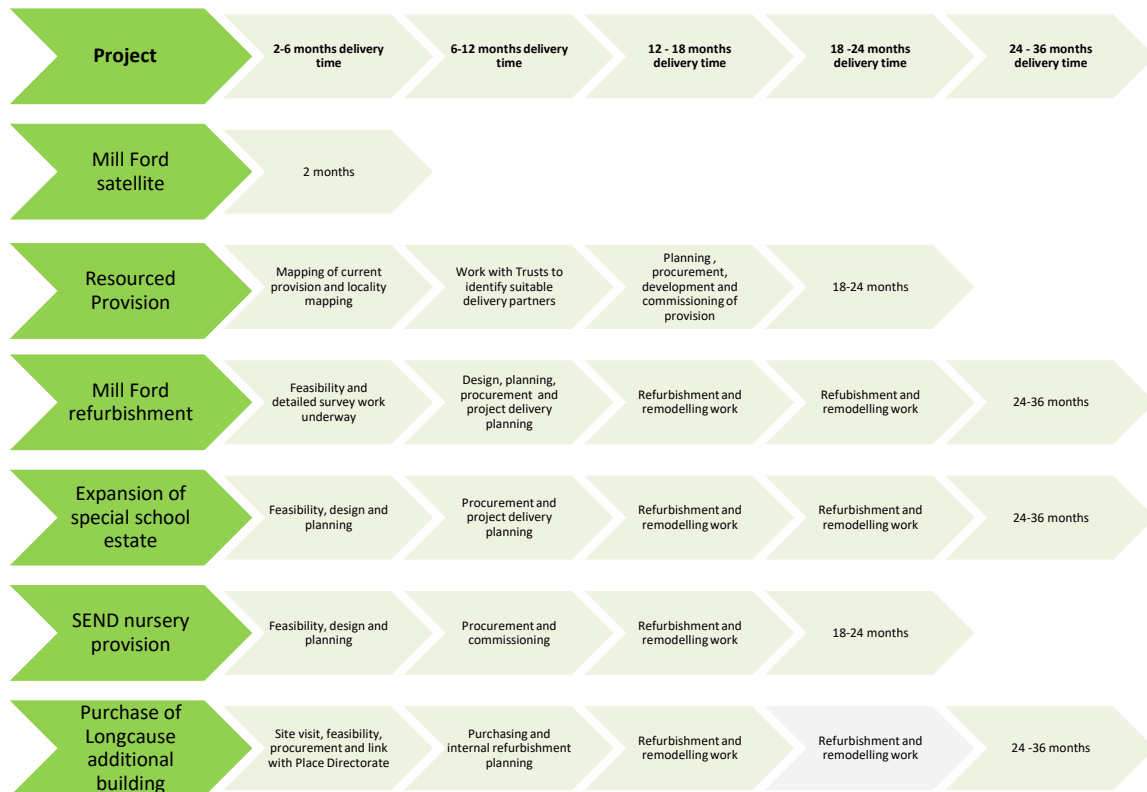 Project
2-6 months delivery
time
6-12 months delivery
time
12 - 18 months
delivery time
18 -24 months
delivery time
24 - 36 months
delivery time
Mill Ford
satellite
2 months
Resourced
Provision
Mapping of current
provision and locality
mapping
Work with Trusts to
identify suitable
delivery partners
Planning ,
procurement,
development and
commissioning of
provision
18-24 months
Mill Ford
refurbishment
Feasibility and
detailed survey work
underway
Design, planning,
procurement and
project delivery
planning
Refurbishment and
remodelling work
Refubishment and
remodelling work
24-36 months
Expansion of
special school
estate
Feasibility, design and
planning
Procurement and
project delivery
planning
Refurbishment and
remodelling work
Refurbishment and
remodelling work
24-36 months
SEND nursery
provision
Feasibility, design and
planning
Procurement and
commissioning
Refurbishment and
remodelling work
18-24 months
Purchase of
Longcause
additional
building
Site visit, feasibility,
procurement and link
with Place Directorate
Purchasing and
internal refurbishment
planning
Refurbishment and
remodelling work
Refurbishment and
remodelling work
24 -36 months